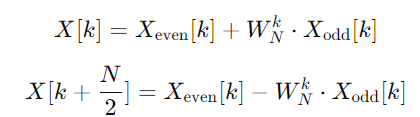 X[k] = X_even[k] + W_N^k · X_odd[k]
X[k + N/2] = X_even[k] − W_N^k · X_odd[k]